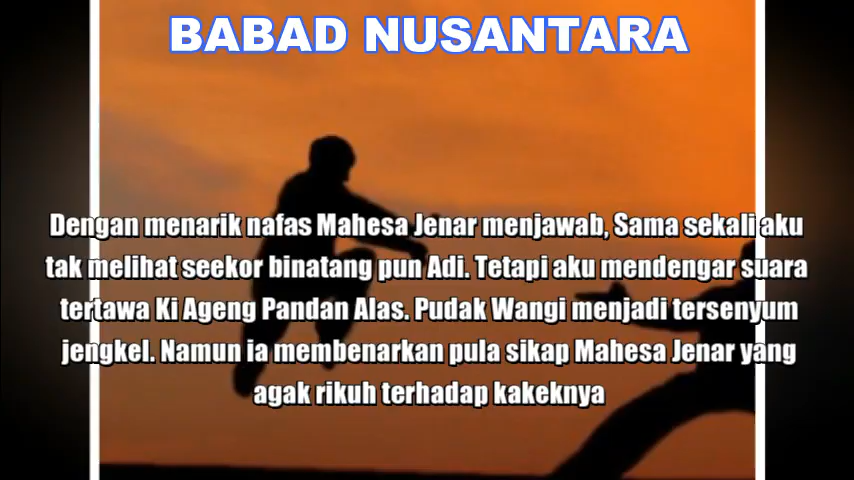 BABAD NUSANTARA
Dengan menarik nafas Mahesa Jenar menjawab, Sama sekali aku
tak melihat seekor binatang pun Adi. Tetapi aku mendengar suara
tertawa Ki Ageng Pandan Alas. Pudak Wangi menjadi tersenyum
jengkel. Namun ia membenarkan pula sikap Mahesa Jenar yang
agak rikuh terhadap kakeknya